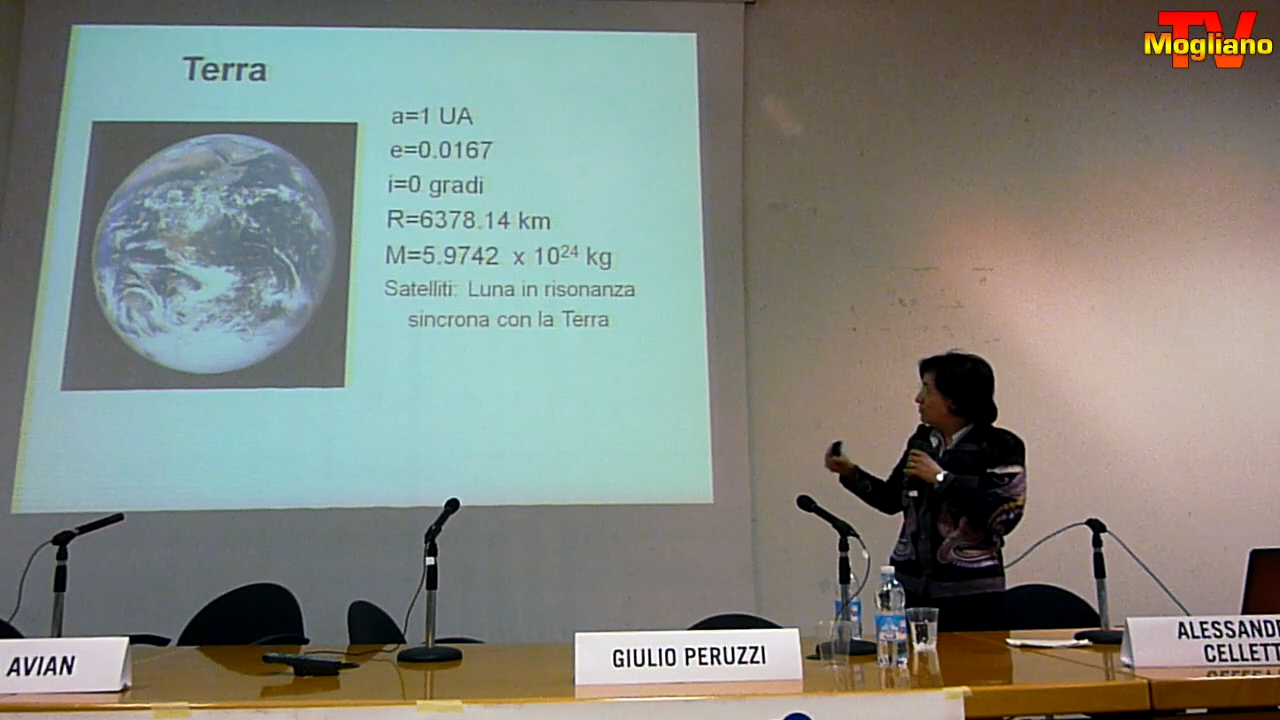 TV
Mogliano
Terra
a=1 UA
e=0.0167
i=0 gradi
R=6378.14 km
M=5.9742 x 10²⁴ kg
Satelliti: Luna in risonanza
sincrona con la Terra
AVIAN
GIULIO PERUZZI
ALESSAND
CELLETT